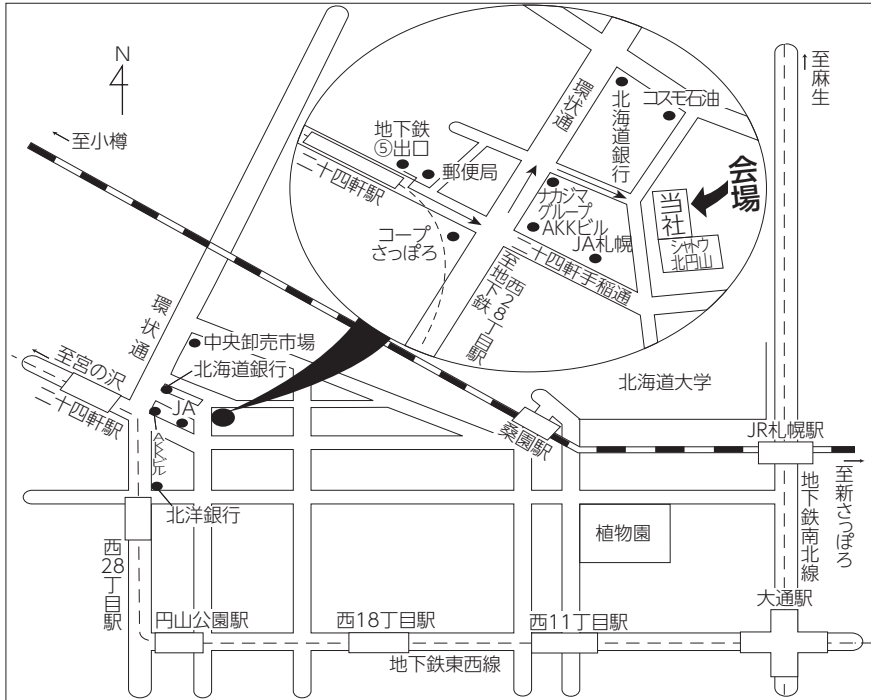 N
至小樽
環状通
地下鉄
⑤出口
郵便局
二十四軒駅
コープ
さっぽろ
環状通
北海道銀行
コスモ石油
ナカジマ
グループ
AKKビル
JA札幌
二十四軒手稲通
至地下鉄
西28丁目駅
会場
当社
シャトウ
北円山
至麻生
中央卸売市場
北海道銀行
至宮の沢
二十四軒駅
JA
AKKビル
北洋銀行
桑園駅
北海道大学
JR札幌駅
至新さっぽろ
地下鉄南北線
植物園
西28丁目駅
円山公園駅
西18丁目駅
西11丁目駅
大通駅
地下鉄東西線